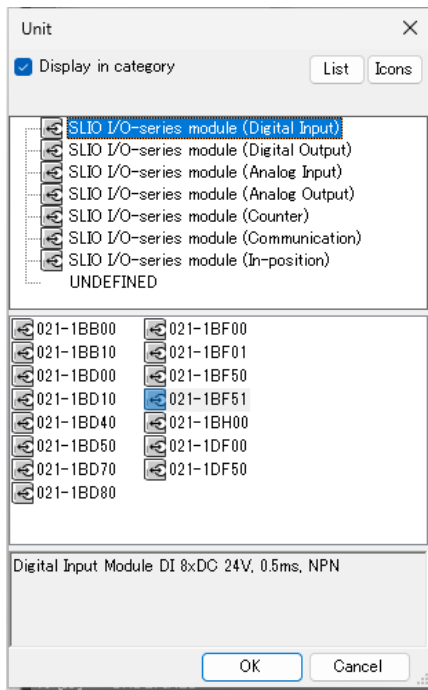 Unit
Display in category
List
Icons
SLIO I/O-series module (Digital Input)
SLIO I/O-series module (Digital Output)
SLIO I/O-series module (Analog Input)
SLIO I/O-series module (Analog Output)
SLIO I/O-series module (Counter)
SLIO I/O-series module (Communication)
SLIO I/O-series module (In-position)
UNDEFINED
021-1BB00 021-1BF00
021-1BB10 021-1BF01
021-1BD00 021-1BF50
021-1BD10 021-1BF51
021-1BD40 021-1BH00
021-1BD50 021-1DF00
021-1BD70 021-1DF50
021-1BD80
Digital Input Module DI 8xDC 24V, 0.5ms, NPN
OK
Cancel